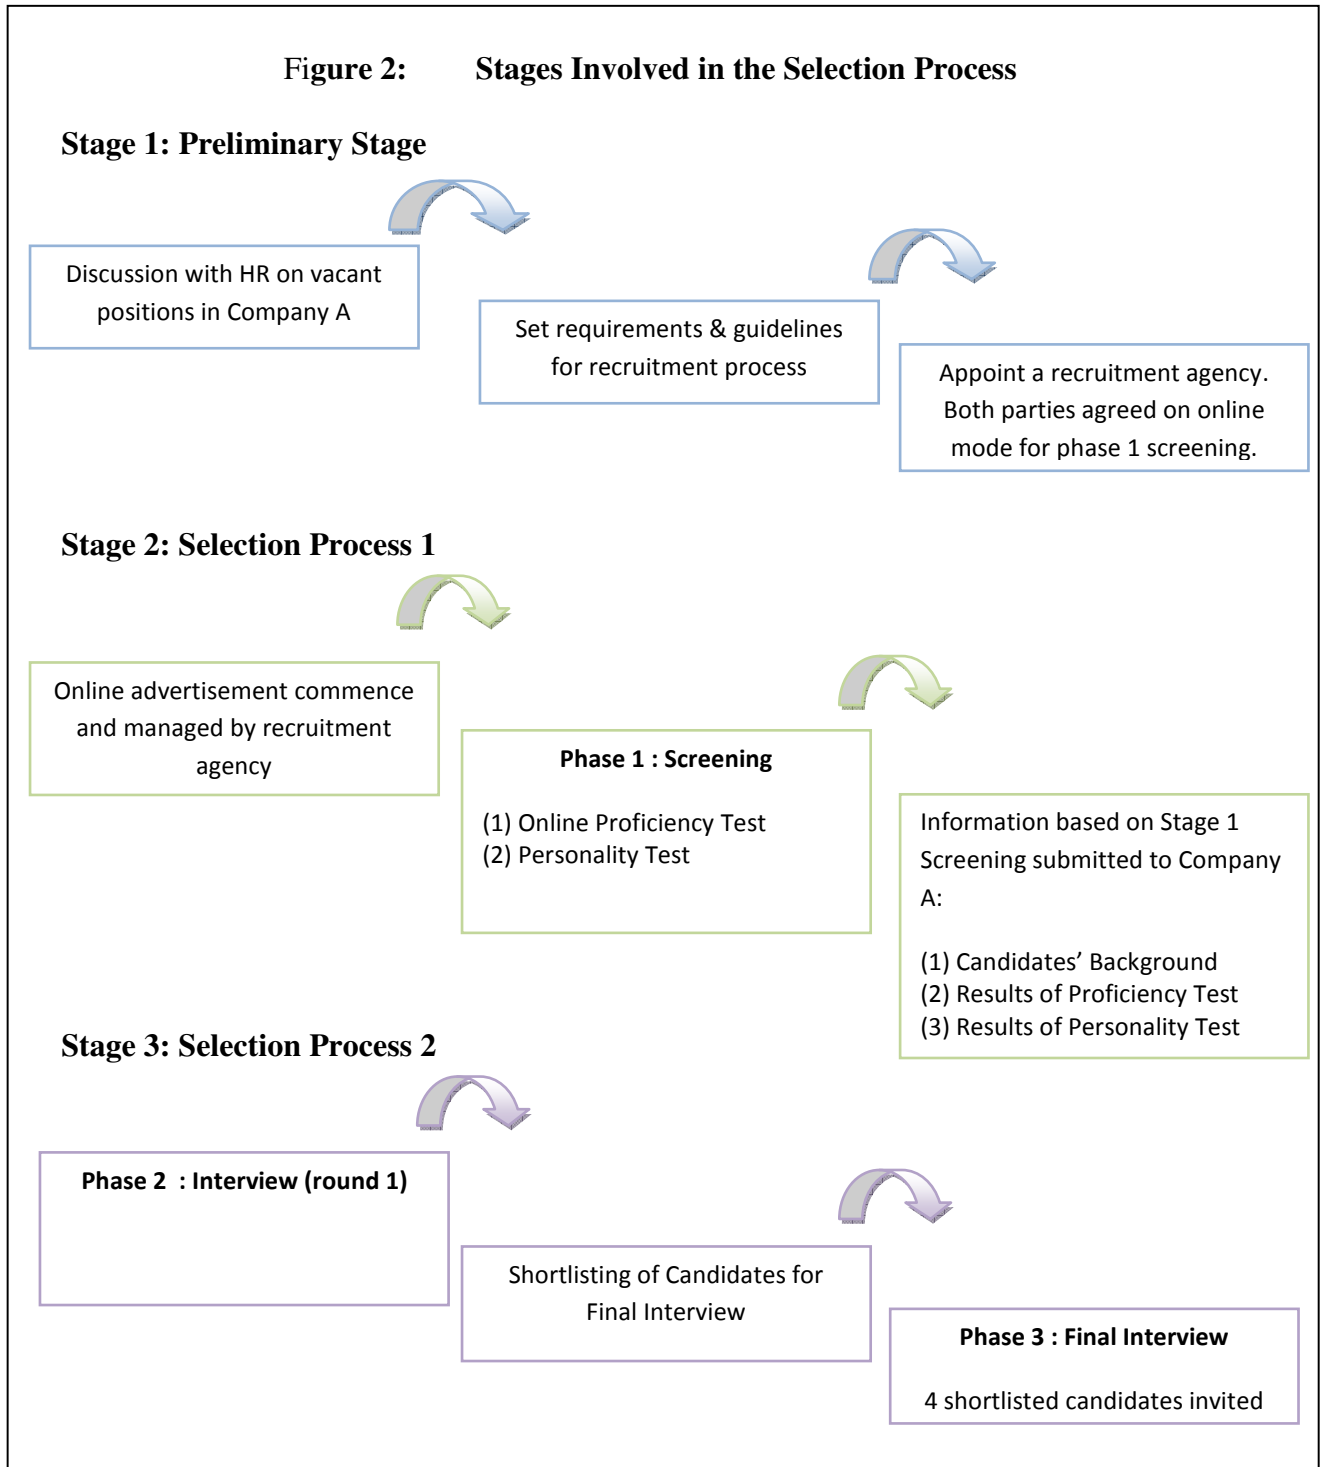 Figure 2: Stages Involved in the Selection Process
Stage 1: Preliminary Stage
Discussion with HR on vacant
positions in Company A
Set requirements & guidelines
for recruitment process
Appoint a recruitment agency.
Both parties agreed on online
mode for phase 1 screening.
Stage 2: Selection Process 1
Online advertisement commence
and managed by recruitment
agency
Phase 1 : Screening
(1) Online Proficiency Test
(2) Personality Test
Information based on Stage 1
Screening submitted to Company
A:
(1) Candidates’ Background
(2) Results of Proficiency Test
(3) Results of Personality Test
Stage 3: Selection Process 2
Phase 2 : Interview (round 1)
Shortlisting of Candidates for
Final Interview
Phase 3 : Final Interview
4 shortlisted candidates invited